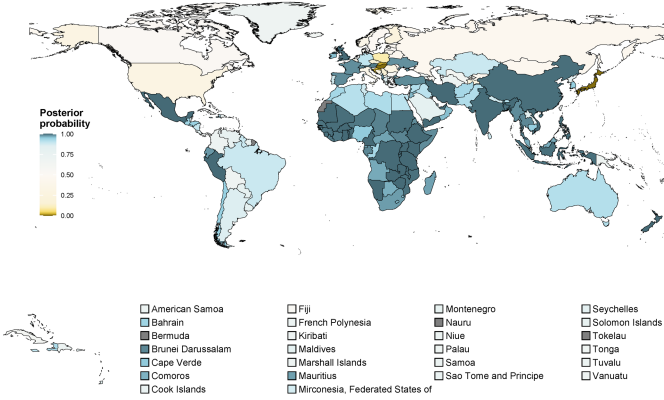 Posterior
probability
1.00
0.75
0.50
0.25
0.00
American Samoa
Bahrain
Bermuda
Brunei Darussalam
Cape Verde
Comoros
Cook Islands
Fiji
French Polynesia
Kiribati
Maldives
Marshall Islands
Mauritius
Mirconesia, Federated States of
Montenegro
Nauru
Niue
Palau
Samoa
Sao Tome and Principe
Seychelles
Solomon Islands
Tokelau
Tonga
Tuvalu
Vanuatu